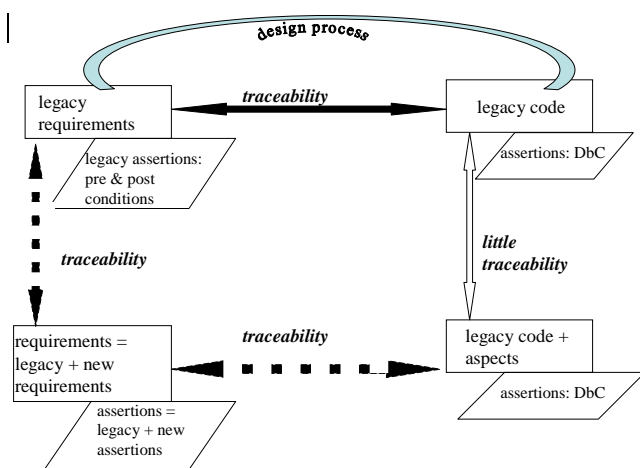 design process
legacy
requirements
traceability
legacy code
legacy assertions:
pre & post
conditions
assertions: DbC
traceability
little
traceability
requirements =
legacy + new
requirements
traceability
legacy code +
aspects
assertions =
legacy + new
assertions
assertions: DbC